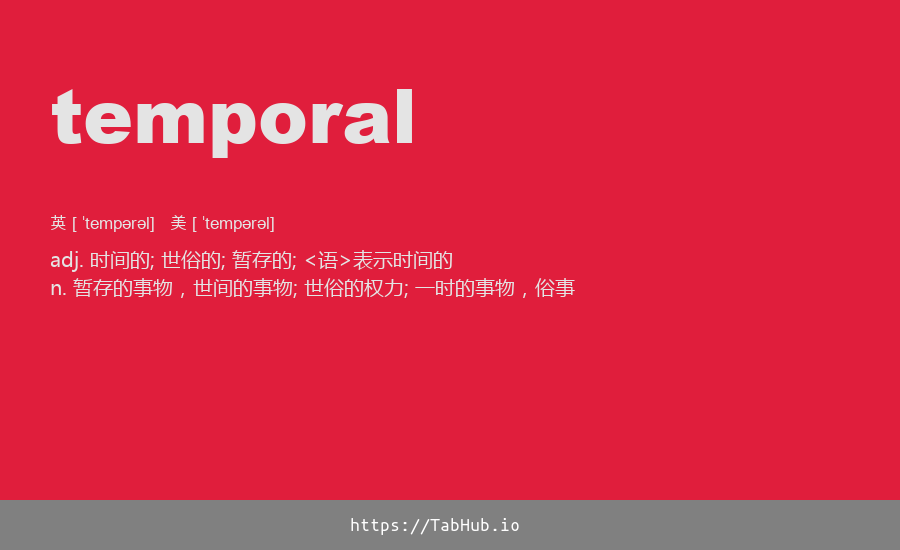 temporal
英 [ ˈtempərəl] 美 [ ˈtempərəl]
adj. 时间的; 世俗的; 暂存的; <语>表示时间的
n. 暂存的事物，世间的事物; 世俗的权力; 一时的事物，俗事
https://TabHub.io